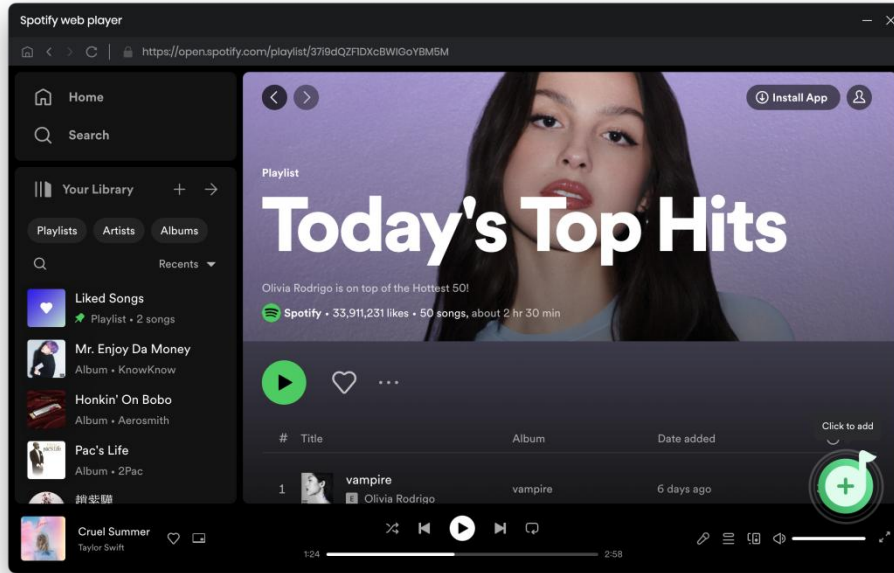 Spotify web player
https://open.spotify.com/playlist/37i9dQZF1DXcBWIGoYBM5M
Home
Search
Your Library
Playlists Artists Albums
Recents
Liked Songs
Playlist • 2 songs
Mr. Enjoy Da Money
Album • KnowKnow
Honkin' On Bobo
Album • Aerosmith
Pac's Life
Album • 2Pac
趙紫驊
Install App
Playlist
Today's Top Hits
Olivia Rodrigo is on top of the Hottest 50!
Spotify • 33,911,231 likes • 50 songs, about 2 hr 30 min
# Title Album Date added
Click to add
1 vampire vampire 6 days ago
E Olivia Rodrigo
Cruel Summer
Taylor Swift
1:24 2:58